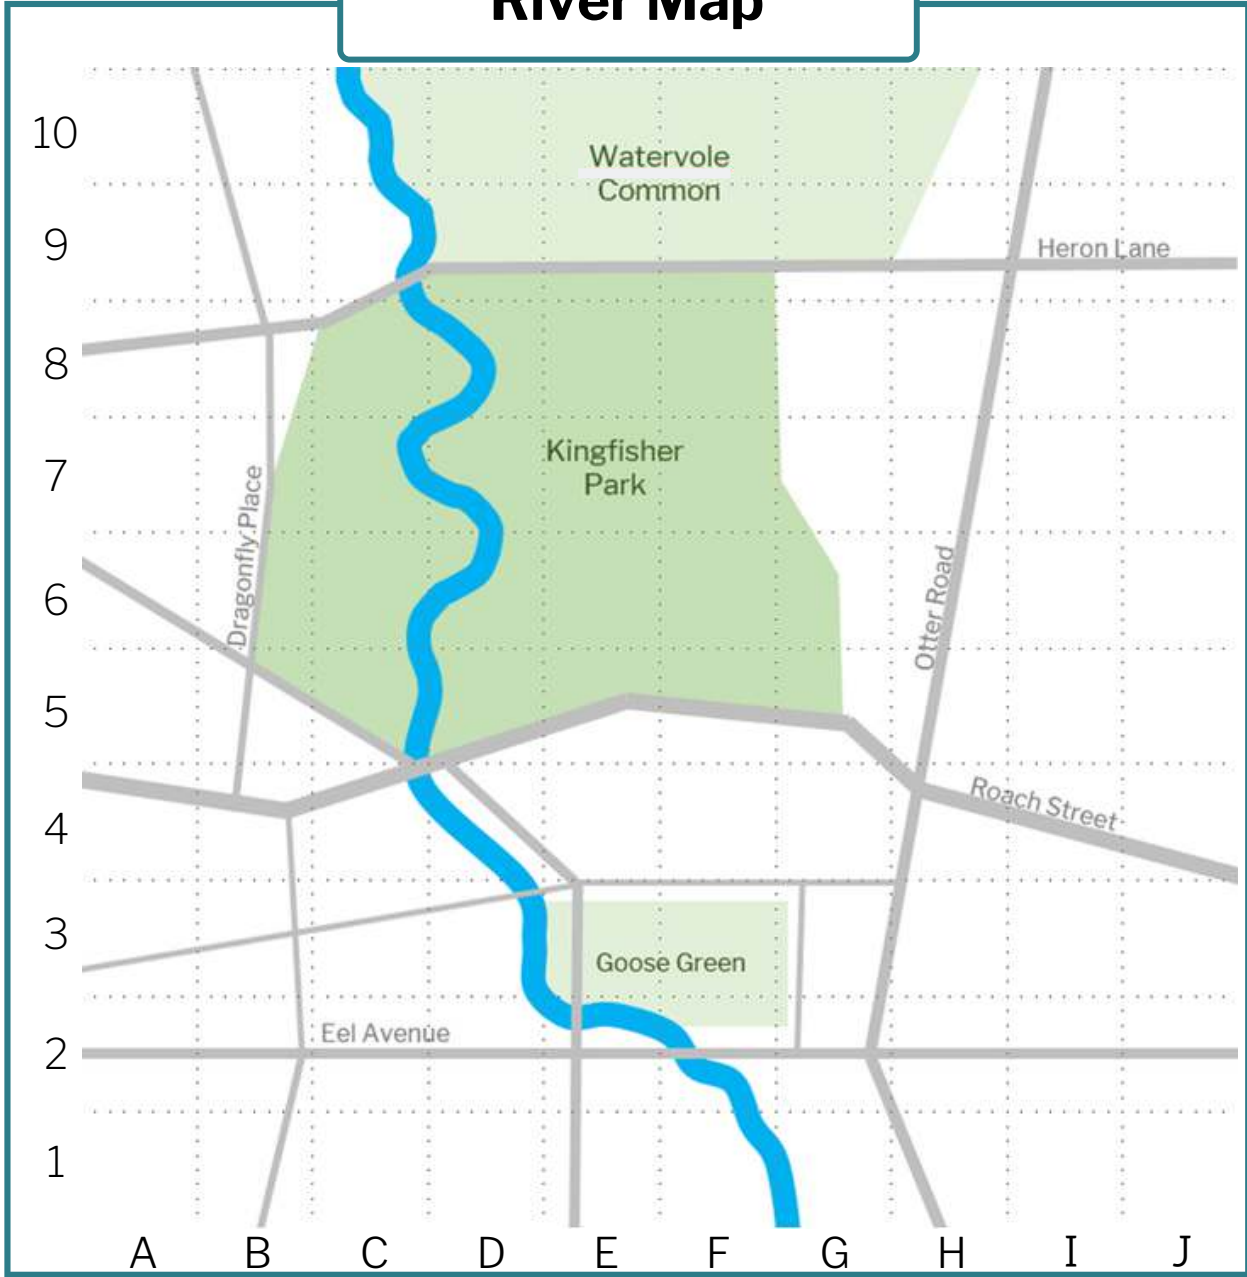 River Map
10
Watervole
Common
9
Heron Lane
8
7
Kingfisher
Park
Dragonfly Place
6
Otter Road
5
4
Roach Street
3
Goose Green
Eel Avenue
2
1
A B C D E F G H I J